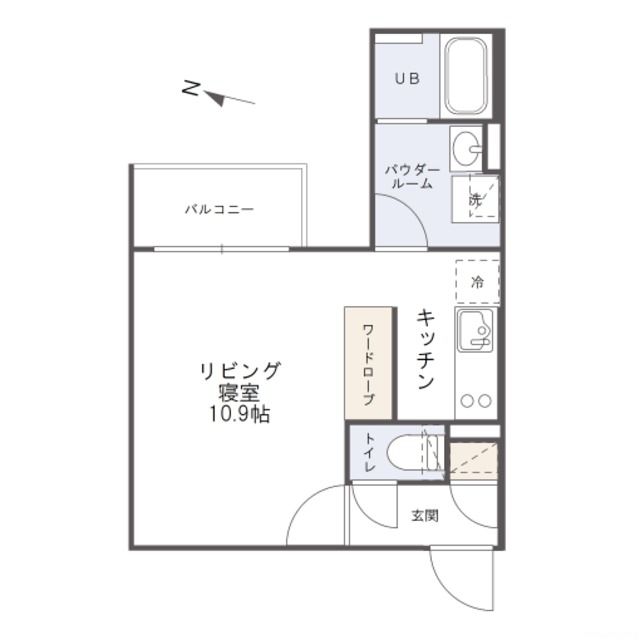 UB
N
パウダー
ルーム
洗
バルコニー
冷
キッチン
ワードローブ
リビング
寝室
10.9帖
トイレ
玄関